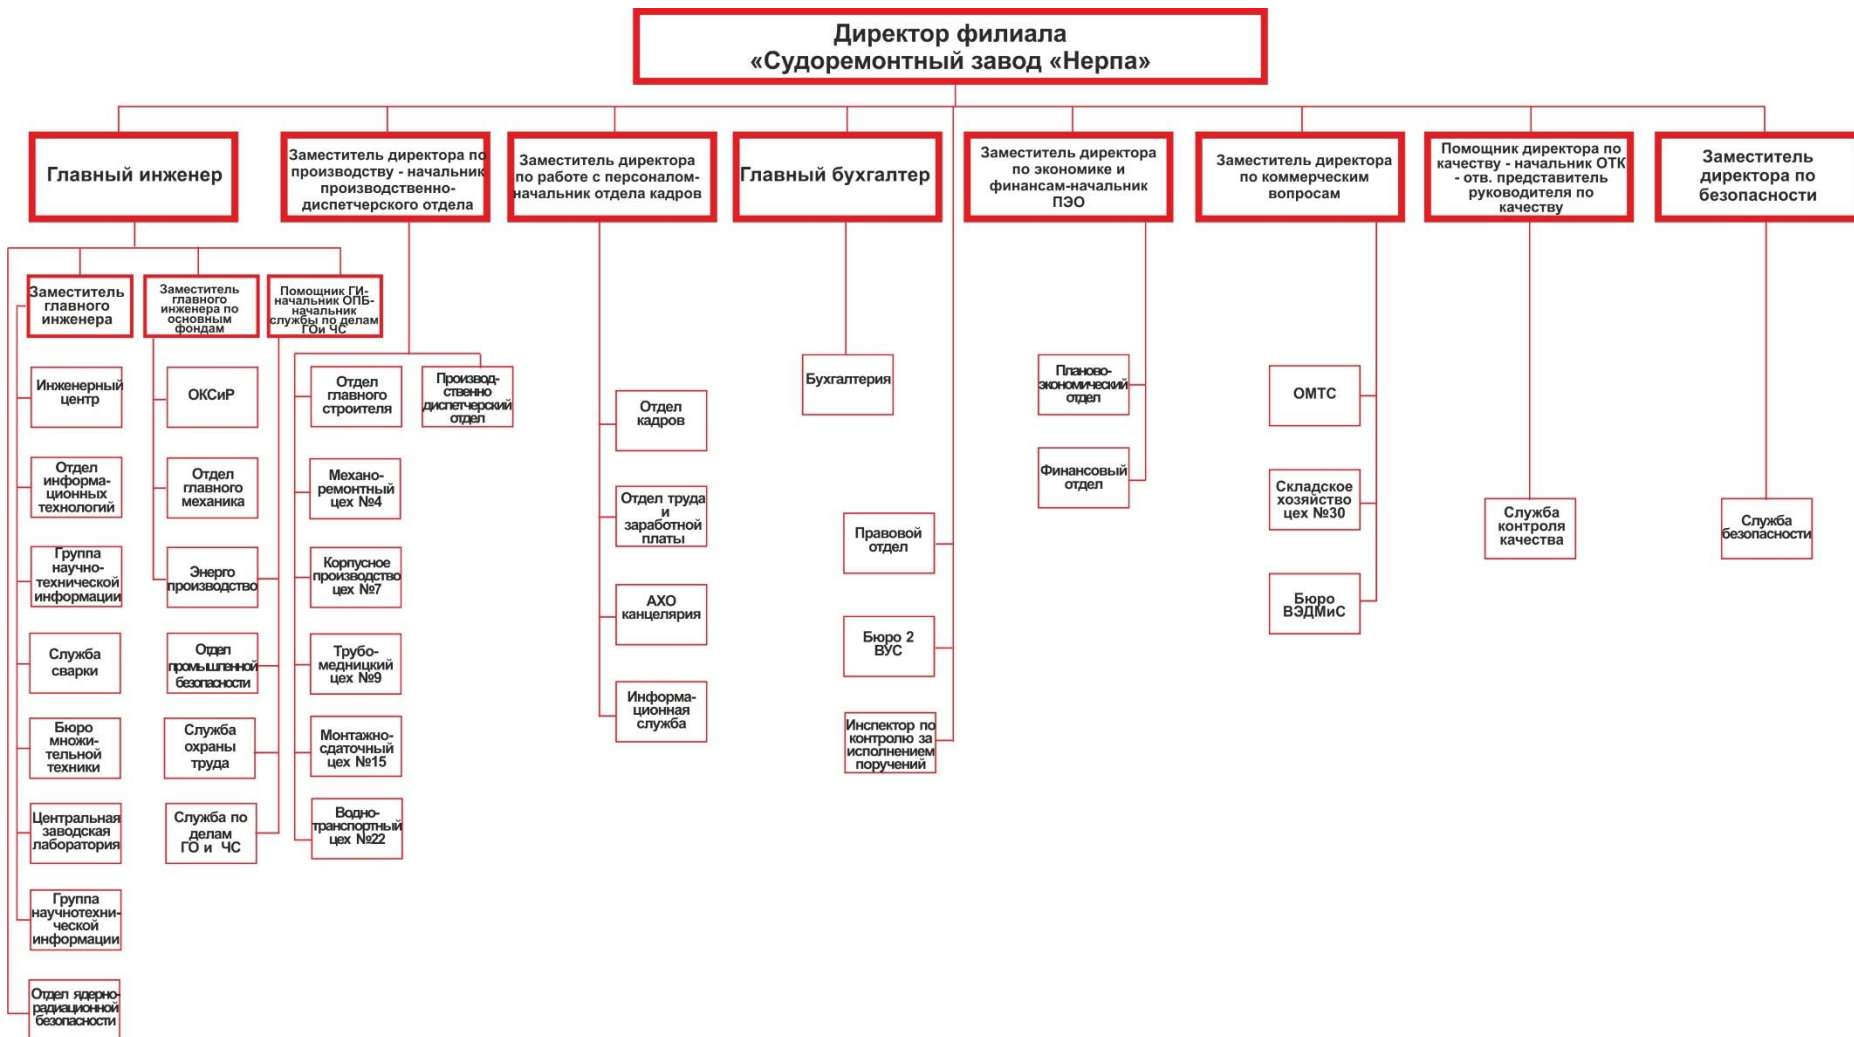 Директор филиала
«Судоремонтный завод «Нерпа»
Главный инженер
Заместитель директора по
производству - начальник
производственно-
диспетчерского отдела
Заместитель директора
по работе с персоналом-
начальник отдела кадров
Главный бухгалтер
Заместитель директора
по экономике и
финансам-начальник
ПЭО
Заместитель директора
по коммерческим
вопросам
Помощник директора по
качеству - начальник ОТК
- отв. представитель
руководителя по
качеству
Заместитель
директора по
безопасности
Заместитель
главного
инженера
Заместитель
главного
инженера по
основным
фондам
Помощник ГИ-
начальник ОПБ-
начальник
службы по делам
ГОи ЧС
Инженерный
центр
Отдел
информа-
ционных
технологий
Группа
научно-
технической
информации
Служба
сварки
Бюро
множи-
тельной
техники
Центральная
заводская
лаборатория
Группа
научнотехни-
ческой
информации
Отдел ядерно-
радиационной
безопасности
ОКСиР
Отдел
главного
механика
Энерго
производство
Отдел
промышленной
безопасности
Служба
охраны
труда
Служба по
делам
ГО и ЧС
Отдел
главного
строителя
Механо-
ремонтный
цех №4
Корпусное
производство
цех №7
Трубо-
медницкий
цех №9
Монтажно-
сдаточный
цех №15
Водно-
транспортный
цех №22
Производ-
ственно
диспетчерский
отдел
Отдел
кадров
Отдел труда
и
заработной
платы
АХО
канцелярия
Информа-
ционная
служба
Бухгалтерия
Правовой
отдел
Бюро 2
ВУС
Инспектор по
контролю за
исполнением
поручений
Планово-
экономический
отдел
Финансовый
отдел
ОМТС
Складское
хозяйство
цех №30
Бюро
ВЭДМиС
Служба
контроля
качества
Служба
безопасности